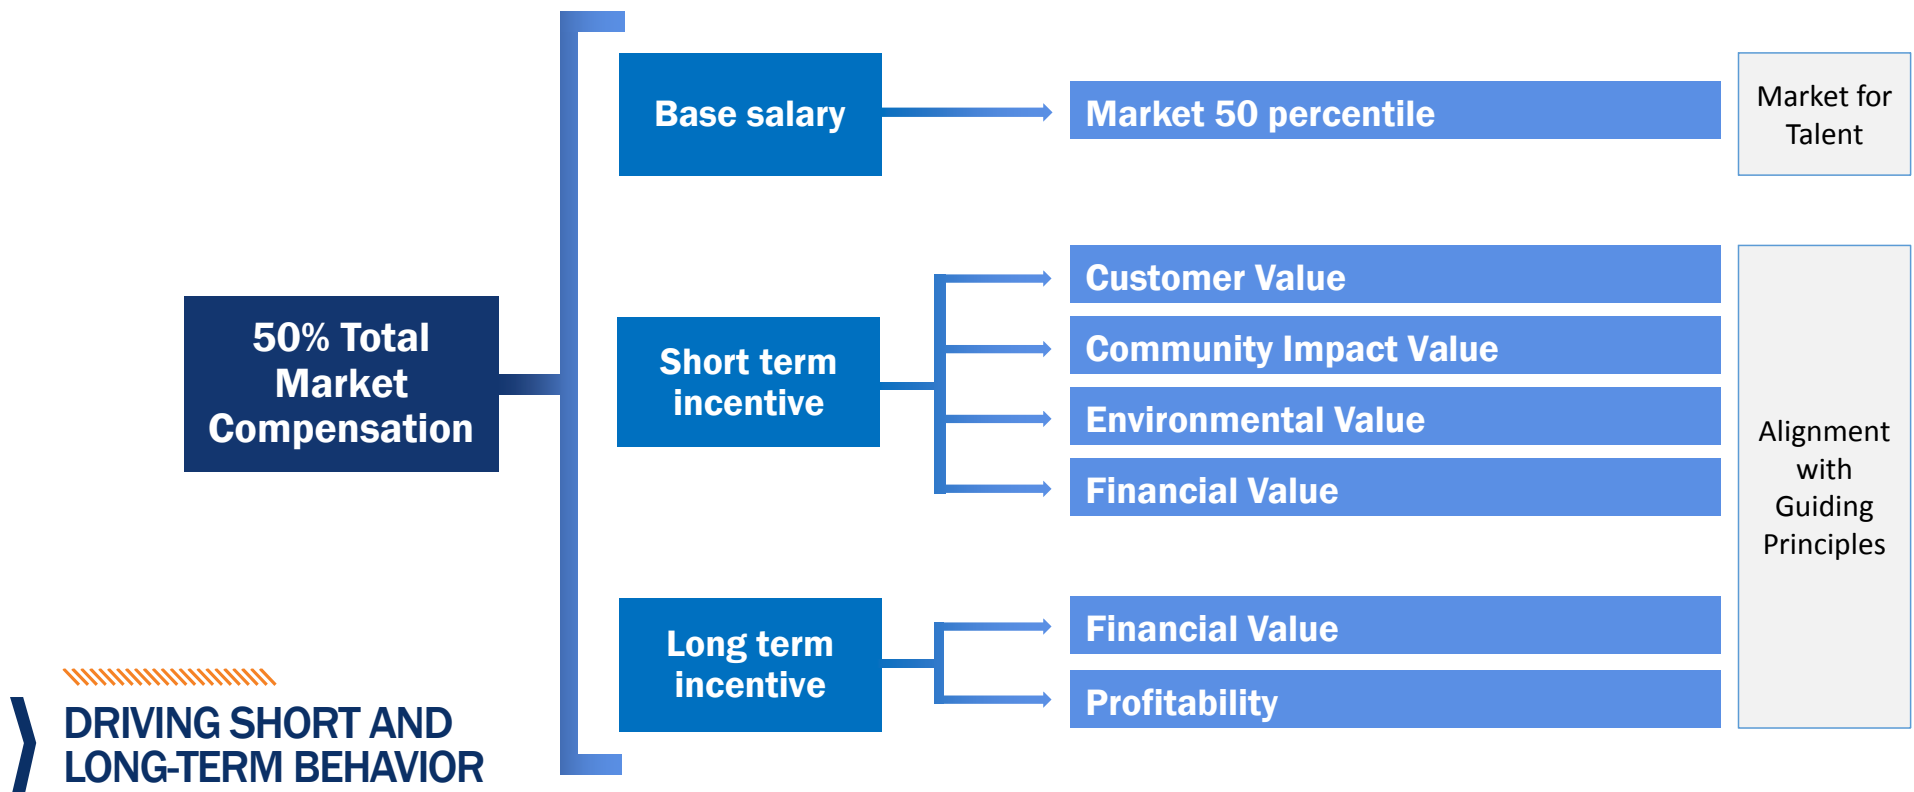 Base salary
Market 50 percentile
Market for
Talent
50% Total
Market
Compensation
Short term
incentive
Customer Value
Community Impact Value
Environmental Value
Financial Value
Alignment
with
Guiding
Principles
Long term
incentive
Financial Value
Profitability
DRIVING SHORT AND
LONG-TERM BEHAVIOR